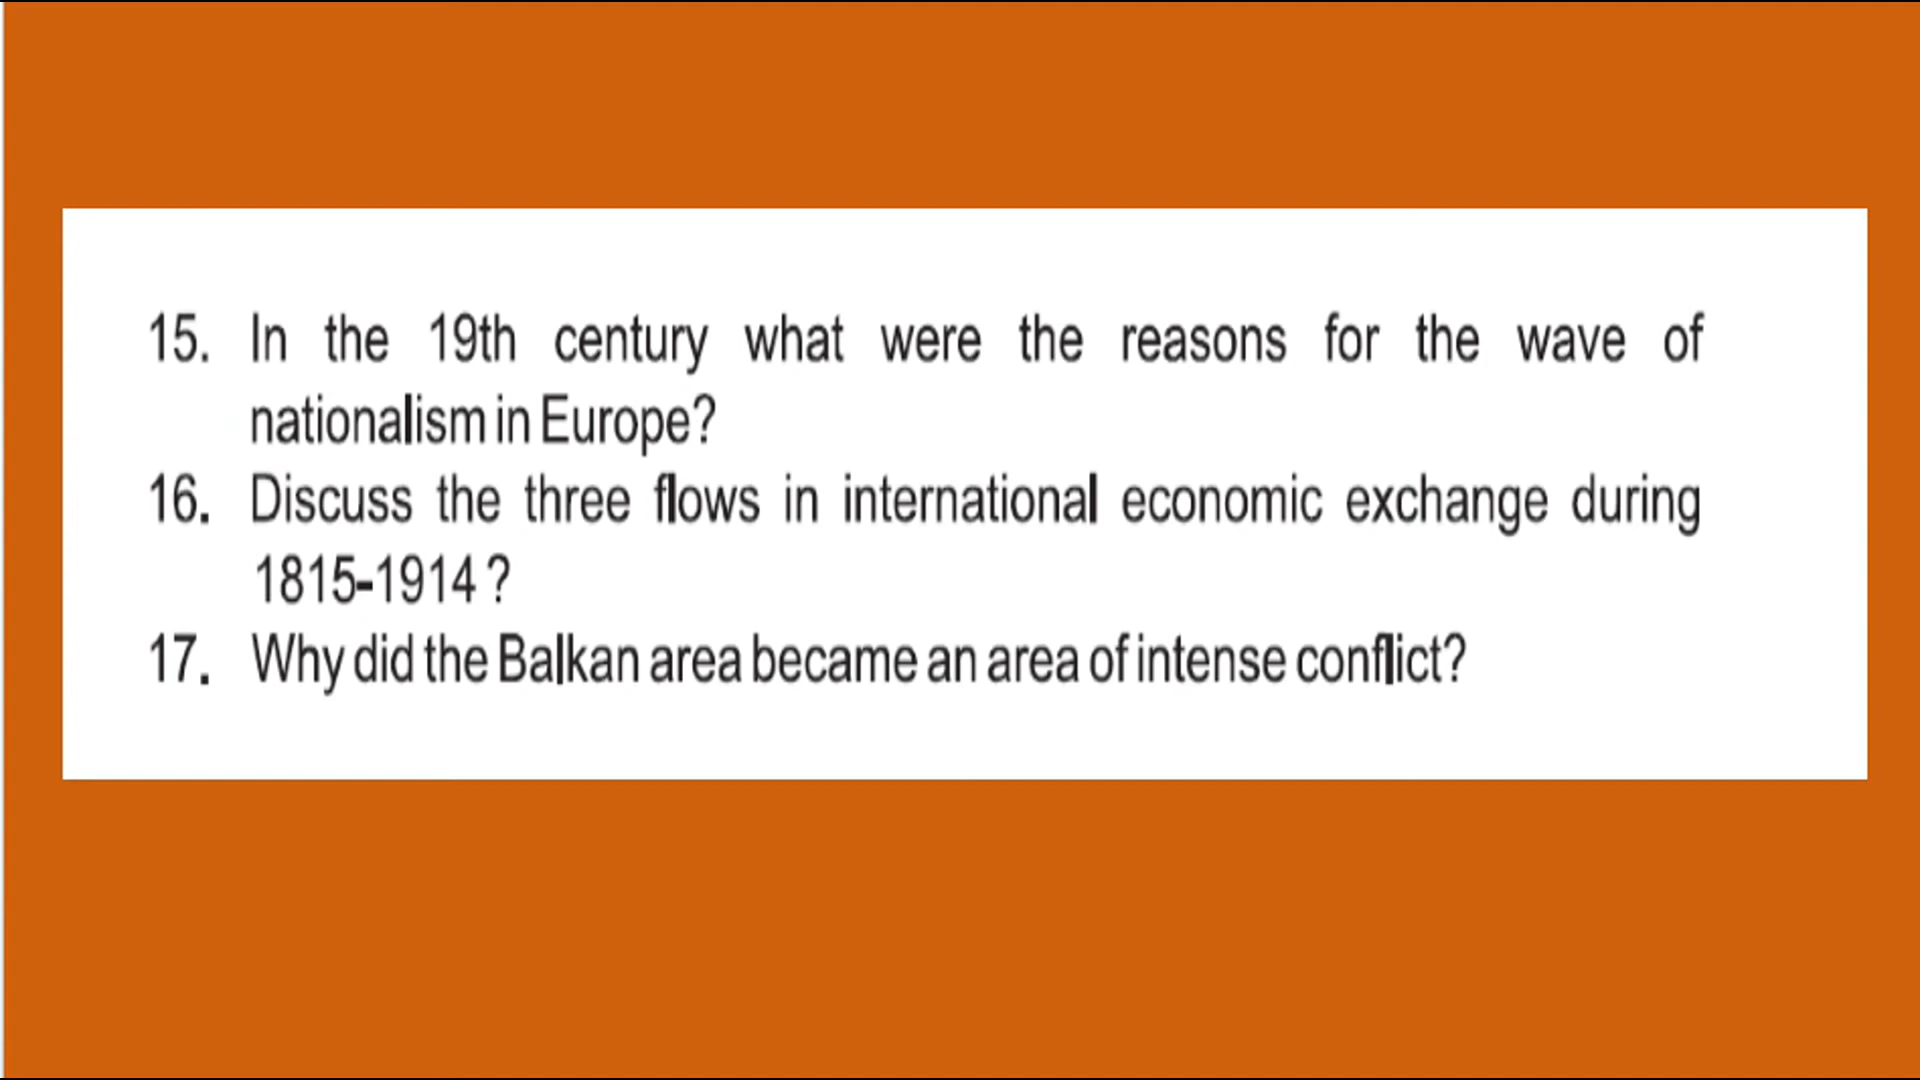 15. In the 19th century what were the reasons for the wave of
nationalism in Europe?
16. Discuss the three flows in international economic exchange during
1815-1914 ?
17. Why did the Balkan area became an area of intense conflict?